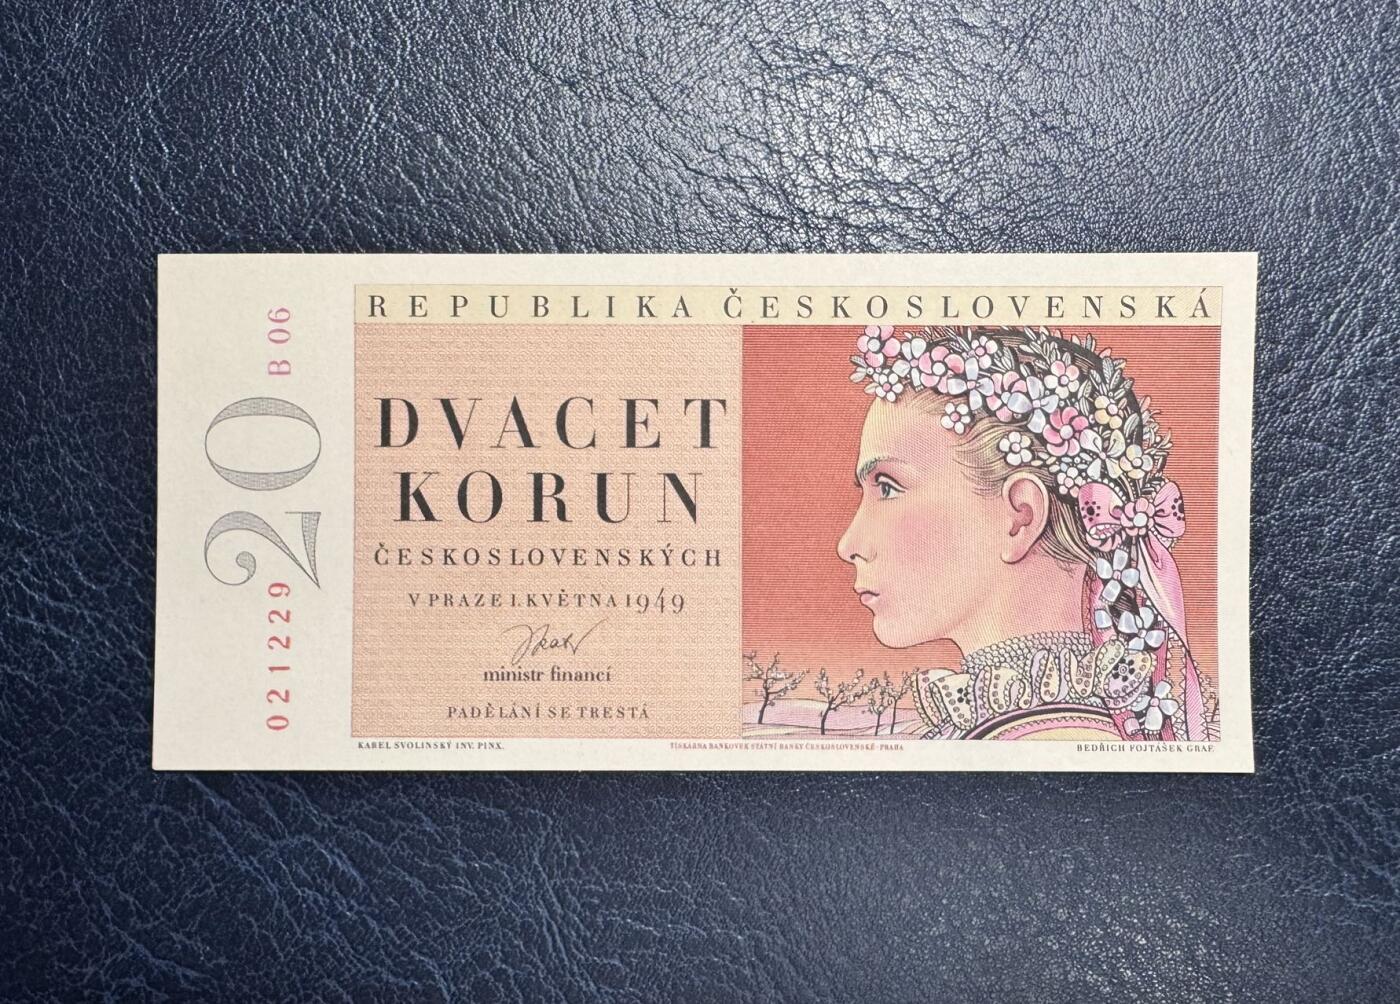 REPUBLIKA ČESKOSLOVENSKÁ
B 06
20
021229
DVACET
KORUN
ČESKOSLOVENSKÝCH
V PRAZE 1. KVĚTNA 1949
ministr financí
PADĚLÁNÍ SE TRESTÁ
KAREL SVOLINSKÝ INV. PINX.
TISKÁRNA BANKOVEK STÁTNÍ BANKY ČESKOSLOVENSKÉ - PRAHA
BEDŘICH FOJTÁŠEK GRAF.